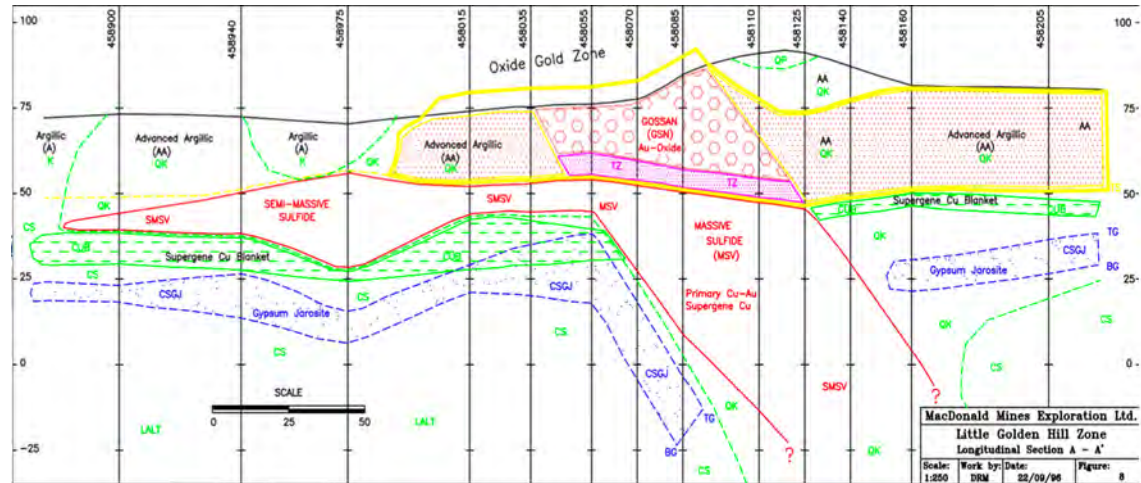 458900
458940
458975
458015
458035
458055
458070
458085
458110
458125
458140
458160
458205
100
100
75
75
50
25
25
0
0
-25
-25
Oxide Gold Zone
QP
AA
QK
Argillic
(A)
K
Advanced Argillic
(AA)
QK
Argillic
(A)
K
QK
Advanced Argillic
(AA)
QK
GOSSAN
(GSN)
Au-Oxide
TZ
TZ
AA
QK
Advanced Argillic
(AA)
QK
AA
QK
SMSV
SEMI-MASSIVE
SULFIDE
SMSV
MSV
MASSIVE
SULFIDE
(MSV)
Primary Cu-Au
Supergene Cu
Supergene Cu Blanket
CUB
CUB
CS
CUB
Supergene Cu Blanket
CUB
CS
CSGJ
Gypsum Jarosite
CS
CS
CSGJ
CS
CSGJ
TG
BG
QK
CS
QK
TG
CSGJ
Gypsum Jarosite
BG
QK
CS
CS
SMSV
?
?
QK
LALT
LALT
SCALE
0
25
50
MacDonald Mines Exploration Ltd.
Little Golden Hill Zone
Longitudinal Section A - A'
Scale: Work by: Date: Figure:
1:250 DRM 22/09/96 8